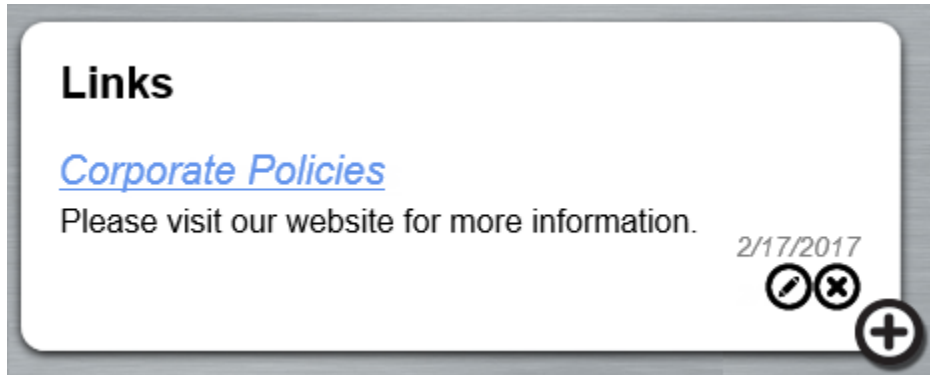 Links
Corporate Policies
Please visit our website for more information.
2/17/2017